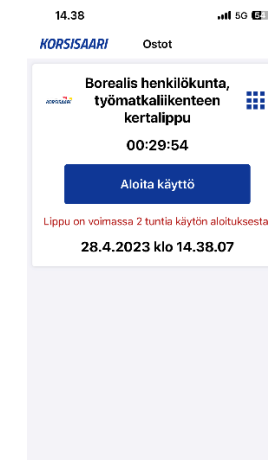 14.38
5G
KORSISAARI
Ostot
Borealis henkilökunta,
KORSISAARI
työmatkaliikenteen
kertalippu
00:29:54
Aloita käyttö
Lippu on voimassa 2 tuntia käytön aloituksesta
28.4.2023 klo 14.38.07